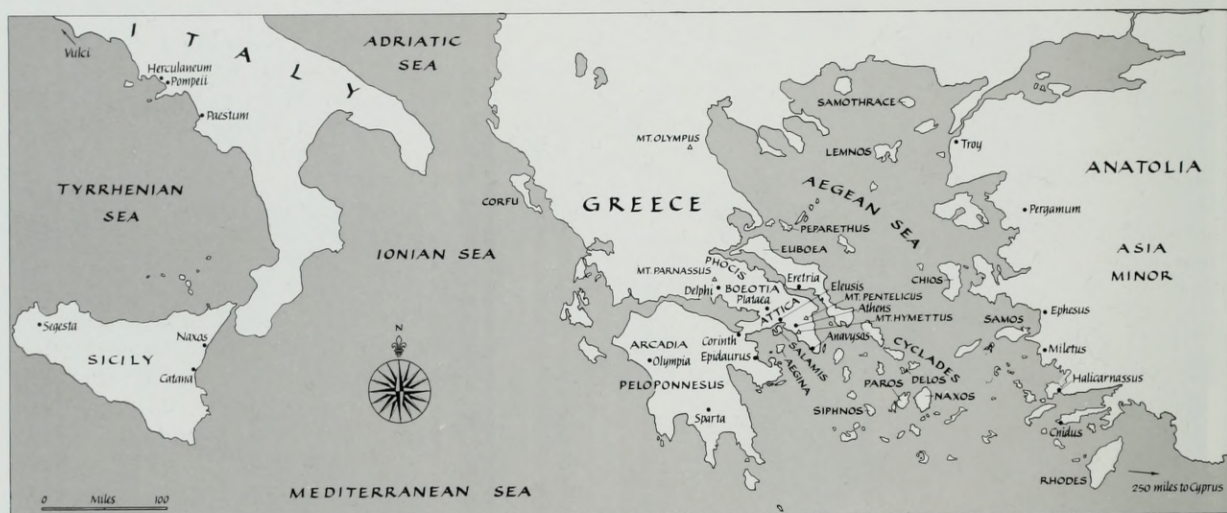 ITALY
Vulci
Herculaneum
Pompeii
Paestum
ADRIATIC
SEA
TYRRHENIAN
SEA
IONIAN SEA
CORFU
Segesta
Naxos
SICILY
Catana
N
0 Miles 100
MEDITERRANEAN SEA
GREECE
MT. OLYMPUS
SAMOTHRACE
LEMNOS
Troy
ANATOLIA
AEGEAN SEA
Pergamum
PEPARETHUS
EUBOEA
ASIA
MINOR
MT. PARNASSUS
PHOCIS
Delphi
BOEOTIA
Plataea
Eretria
Eleusis
CHIOS
ATTICA
MT. PENTELICUS
Athens
MT. HYMETTUS
Anavysos
SAMOS
Ephesus
Miletus
ARCADIA
Olympia
Corinth
Epidaurus
SALAMIS
AEGINA
CYCLADES
PELOPONNESUS
PAROS
DELOS
NAXOS
SIPHNOS
Sparta
Halicarnassus
Cnidus
RHODES
250 miles to Cyprus